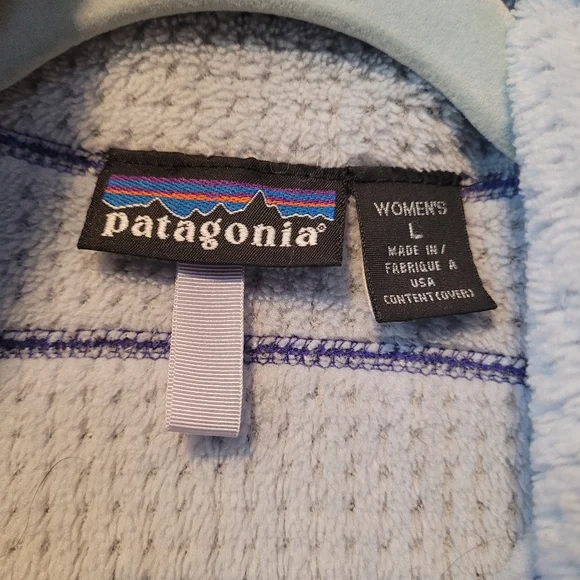 patagonia®
WOMEN'S
L
MADE IN/
FABRIQUE A
USA
CONTENT(OVER)